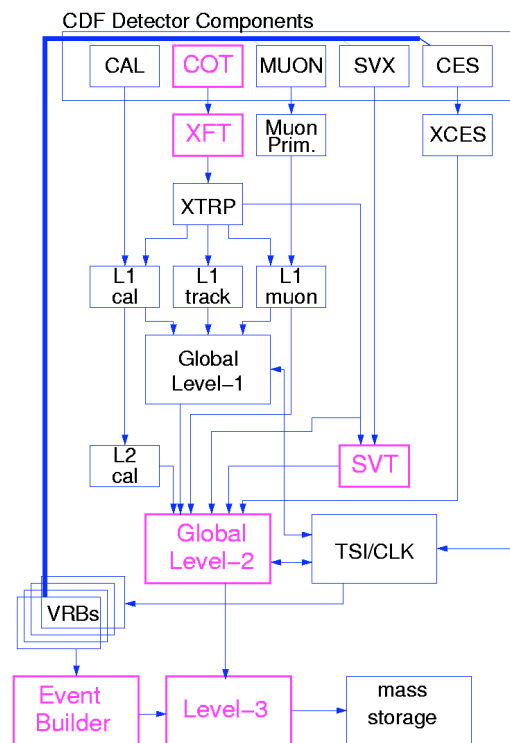 CDF Detector Components
CAL
COT
MUON
SVX
CES
XFT
Muon
Prim.
XCES
XTRP
L1
cal
L1
track
L1
muon
Global
Level-1
L2
cal
SVT
Global
Level-2
TSI/CLK
VRBs
Event
Builder
Level-3
mass
storage